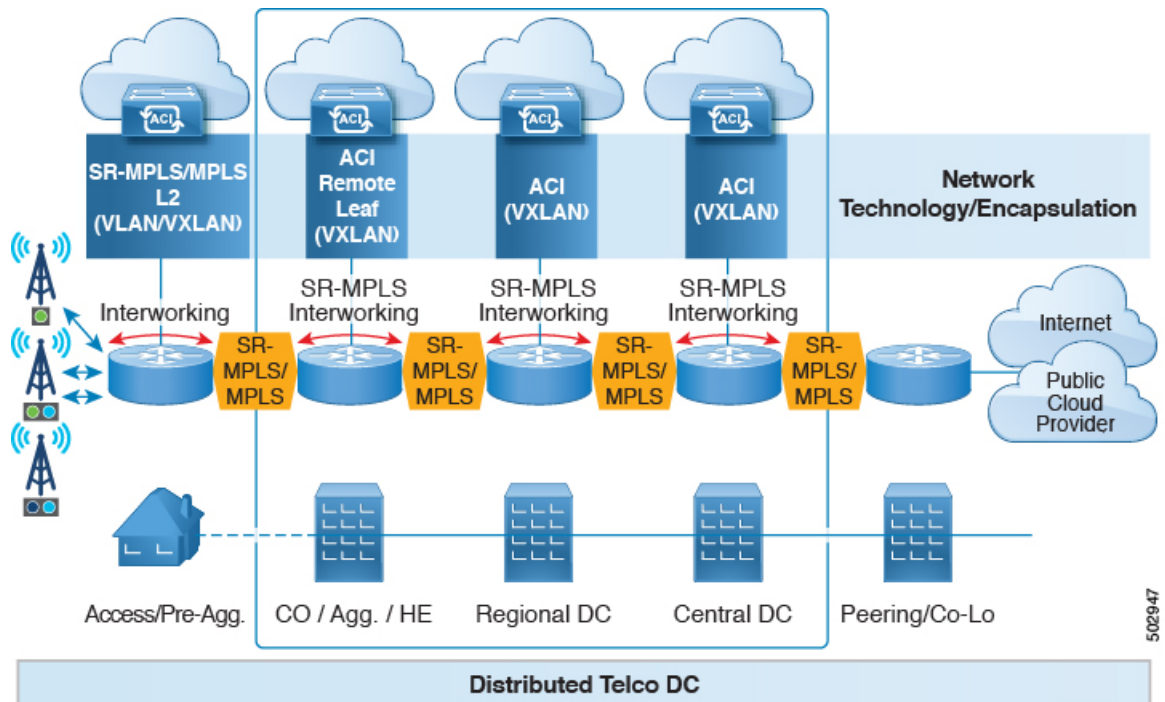 ACI
ACI
ACI
ACI
SR-MPLS/MPLS
L2
(VLAN/VXLAN)
ACI
Remote
Leaf
(VXLAN)
ACI
(VXLAN)
ACI
(VXLAN)
Network
Technology/Encapsulation
Interworking
SR-MPLS
Interworking
SR-MPLS
Interworking
SR-MPLS
Interworking
SR-
MPLS/
MPLS
SR-
MPLS/
MPLS
SR-
MPLS/
MPLS
SR-
MPLS/
MPLS
Internet
Public
Cloud
Provider
Access/Pre-Agg.
CO / Agg. / HE
Regional DC
Central DC
Peering/Co-Lo
502947
Distributed Telco DC